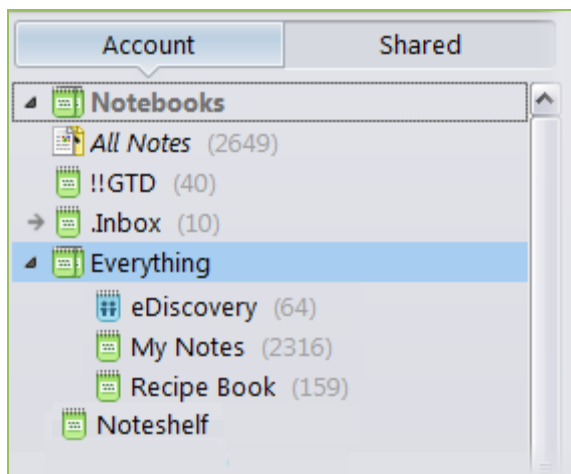 Account Shared
Notebooks
All Notes (2649)
!!GTD (40)
.Inbox (10)
Everything
eDiscovery (64)
My Notes (2316)
Recipe Book (159)
Noteshelf